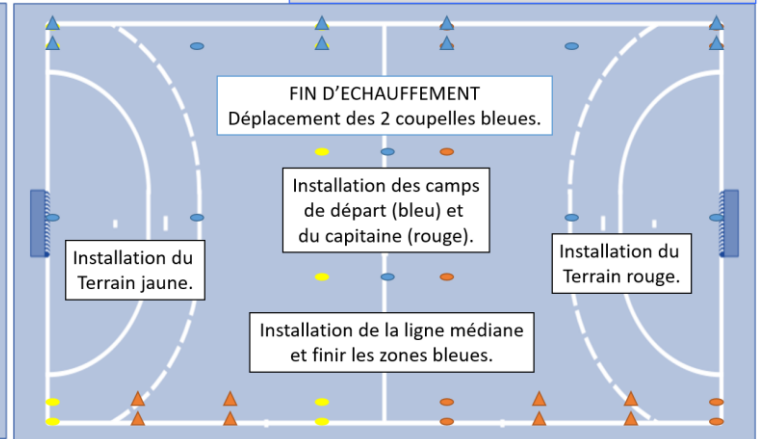 FIN D'ECHAUFFEMENT
Déplacement des 2 coupelles bleues.
Installation des camps
de départ (bleu) et
du capitaine (rouge).
Installation du
Terrain jaune.
Installation du
Terrain rouge.
Installation de la ligne médiane
et finir les zones bleues.